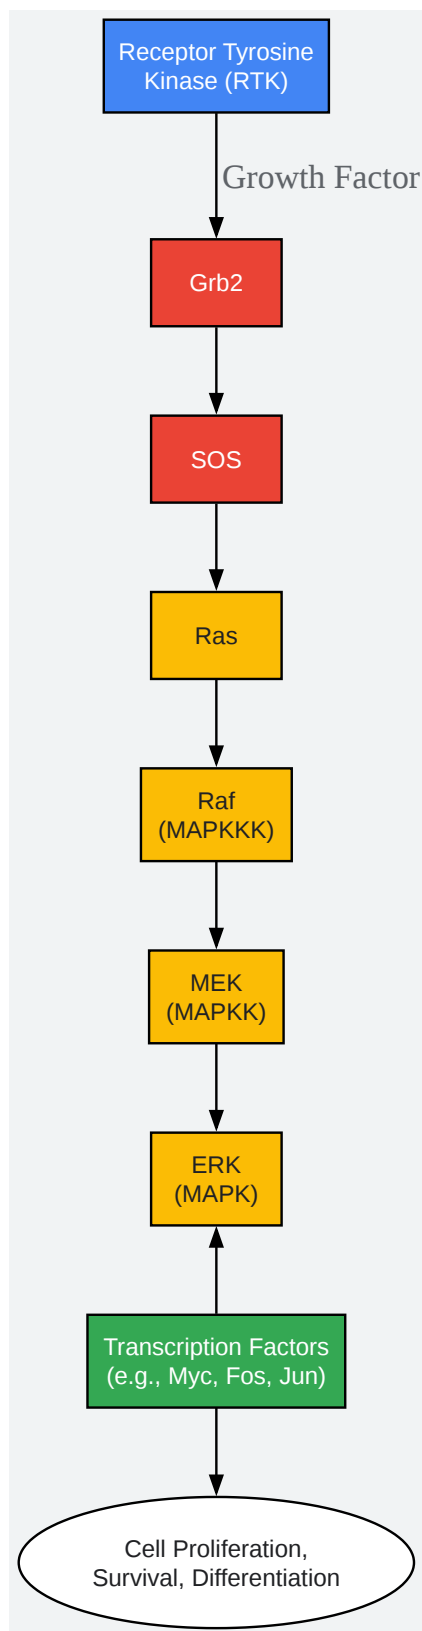 Receptor Tyrosine
Kinase (RTK)
Growth Factor
Grb2
SOS
Ras
Raf
(MAPKKK)
MEK
(MAPKK)
ERK
(MAPK)
Transcription Factors
(e.g., Myc, Fos, Jun)
Cell Proliferation,
Survival, Differentiation